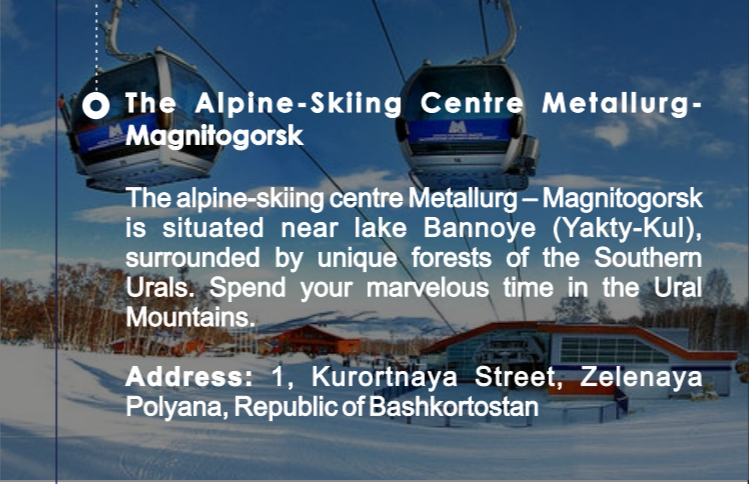 The Alpine-Skiing Centre Metallurg-
Magnitogorsk
The alpine-skiing centre Metallurg – Magnitogorsk
is situated near lake Bannoye (Yakty-Kul),
surrounded by unique forests of the Southern
Urals. Spend your marvelous time in the Ural
Mountains.
Address: 1, Kurortnaya Street, Zelenaya
Polyana, Republic of Bashkortostan